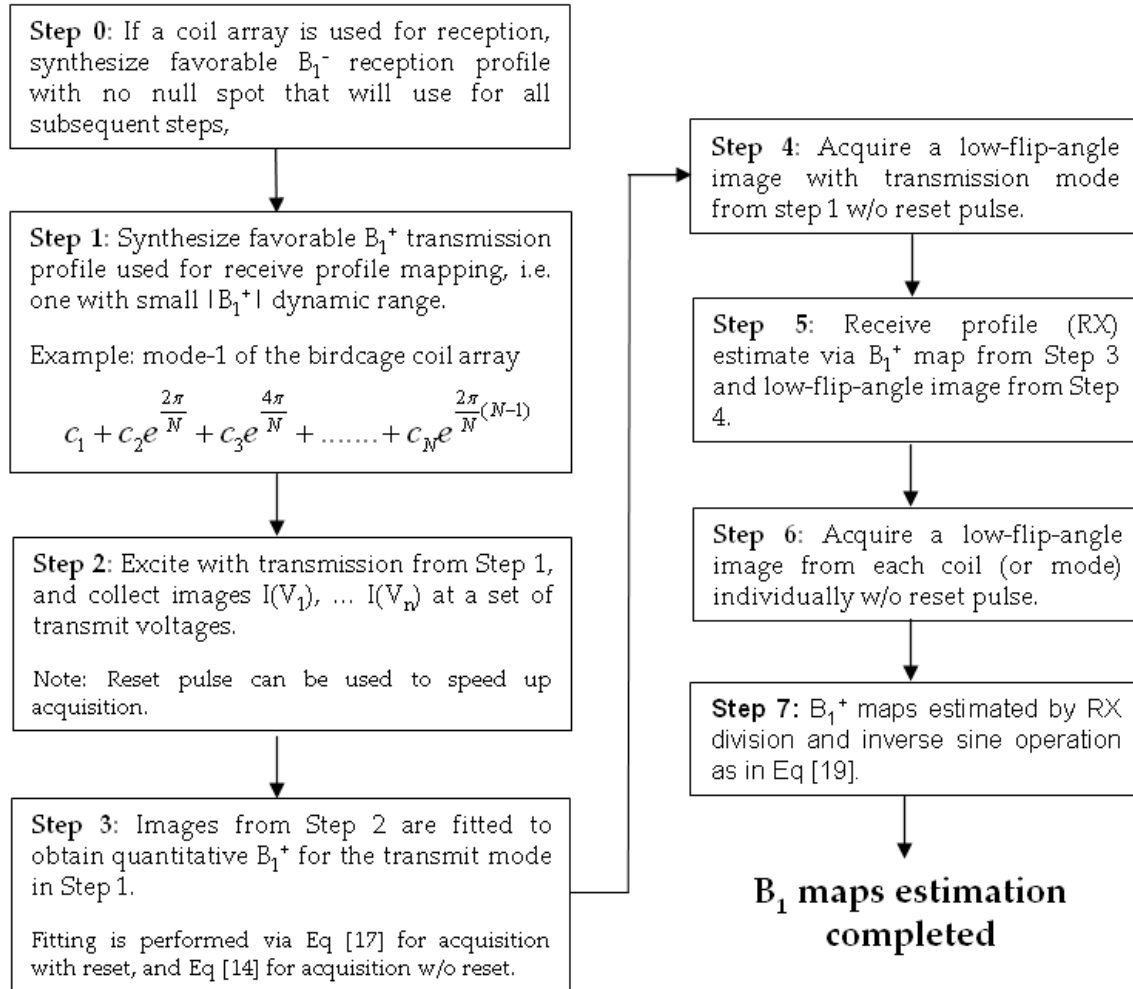 Step 0: If a coil array is used for reception,
synthesize favorable B₁⁻ reception profile
with no null spot that will use for all
subsequent steps,
Step 1: Synthesize favorable B₁⁺ transmission
profile used for receive profile mapping, i.e.
one with small |B₁⁺| dynamic range.
Example: mode-1 of the birdcage coil array
c₁ + c₂e^{2π/N} + c₃e^{4π/N} + ....... + c_N e^{2π/N (N−1)}
Step 2: Excite with transmission from Step 1,
and collect images I(V₁), ... I(Vₙ) at a set of
transmit voltages.
Note: Reset pulse can be used to speed up
acquisition.
Step 3: Images from Step 2 are fitted to
obtain quantitative B₁⁺ for the transmit mode
in Step 1.
Fitting is performed via Eq [17] for acquisition
with reset, and Eq [14] for acquisition w/o reset.
Step 4: Acquire a low-flip-angle
image with transmission mode
from step 1 w/o reset pulse.
Step 5: Receive profile (RX)
estimate via B₁⁺ map from Step 3
and low-flip-angle image from Step
4.
Step 6: Acquire a low-flip-angle
image from each coil (or mode)
individually w/o reset pulse.
Step 7: B₁⁺ maps estimated by RX
division and inverse sine operation
as in Eq [19].
B₁ maps estimation
completed